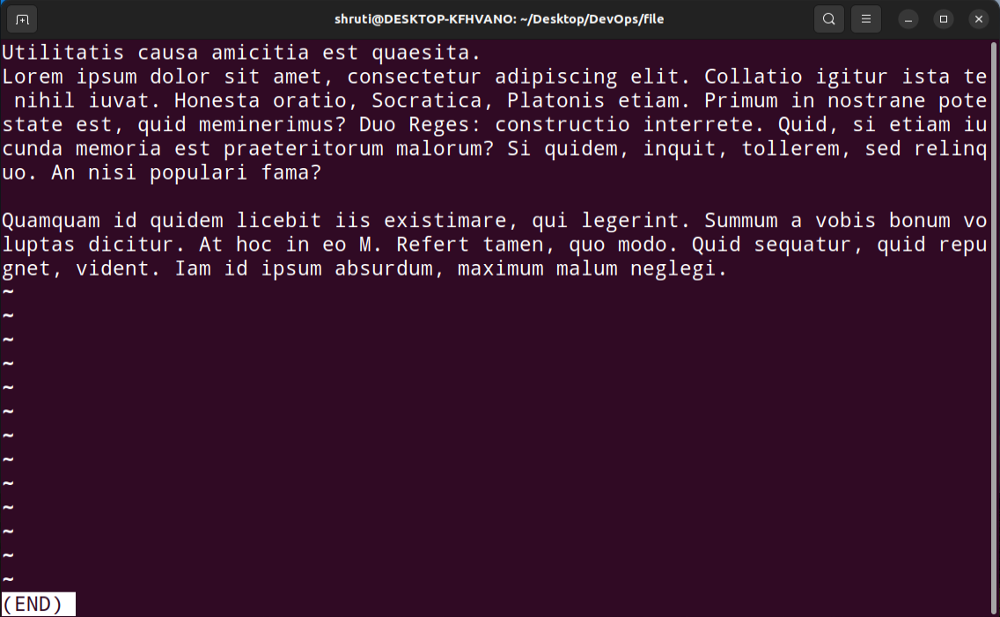 shruti@DESKTOP-KFHVANO: ~/Desktop/DevOps/file
Utilitatis causa amicitia est quaesita.
Lorem ipsum dolor sit amet, consectetur adipiscing elit. Collatio igitur ista te
 nihil iuvat. Honesta oratio, Socratica, Platonis etiam. Primum in nostrane pote
state est, quid meminerimus? Duo Reges: constructio interrete. Quid, si etiam iu
cunda memoria est praeteritorum malorum? Si quidem, inquit, tollerem, sed relinq
uo. An nisi populari fama?

Quamquam id quidem licebit iis existimare, qui legerint. Summum a vobis bonum vo
luptas dicitur. At hoc in eo M. Refert tamen, quo modo. Quid sequatur, quid repu
gnet, vident. Iam id ipsum absurdum, maximum malum neglegi.
~
~
~
~
~
~
~
~
~
~
~
~
~
(END)